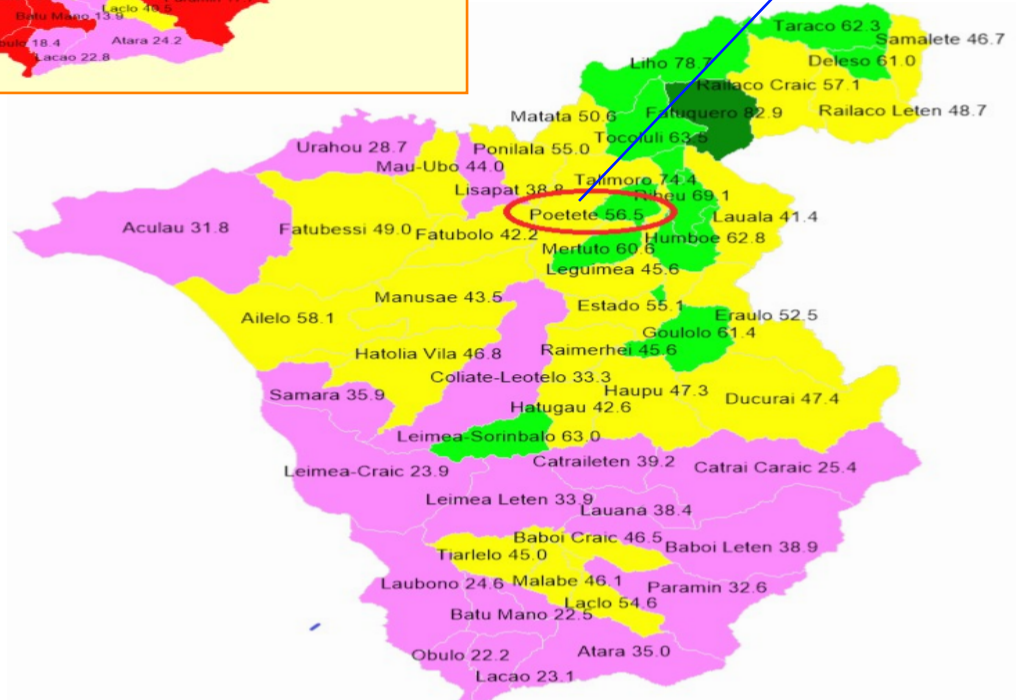 Laclo 40.5
Batu Mano 13.9
18.4
Atara 24.2
Lacao 22.8
Taraco 62.3
Samalete 46.7
Liho 78.7
Deleso 61.0
Railaco Craic 57.1
Matata 50.6
Fatuquero 82.9
Railaco Leten 48.7
Tocoluli 63.5
Urahou 28.7
Ponilala 55.0
Mau-Ubo 44.0
Talimoro 74.4
Lisapat 38.8
Riheu 69.1
Poetete 56.5
Lauala 41.4
Aculau 31.8
Fatubessi 49.0
Fatubolo 42.2
Humboe 62.8
Mertuto 60.6
Leguimea 45.6
Manusae 43.5
Estado 55.1
Eraulo 52.5
Ailelo 58.1
Goulolo 61.4
Hatolia Vila 46.8
Raimerhei 45.6
Coliate-Leotelo 33.3
Samara 35.9
Haupu 47.3
Ducurai 47.4
Hatugau 42.6
Leimea-Sorinbalo 63.0
Catraileten 39.2
Catrai Caraic 25.4
Leimea-Craic 23.9
Leimea Leten 33.9
Lauana 38.4
Baboi Craic 46.5
Baboi Leten 38.9
Tiarlelo 45.0
Laubono 24.6
Malabe 46.1
Paramin 32.6
Laclo 54.6
Batu Mano 22.5
Obulo 22.2
Atara 35.0
Lacao 23.1